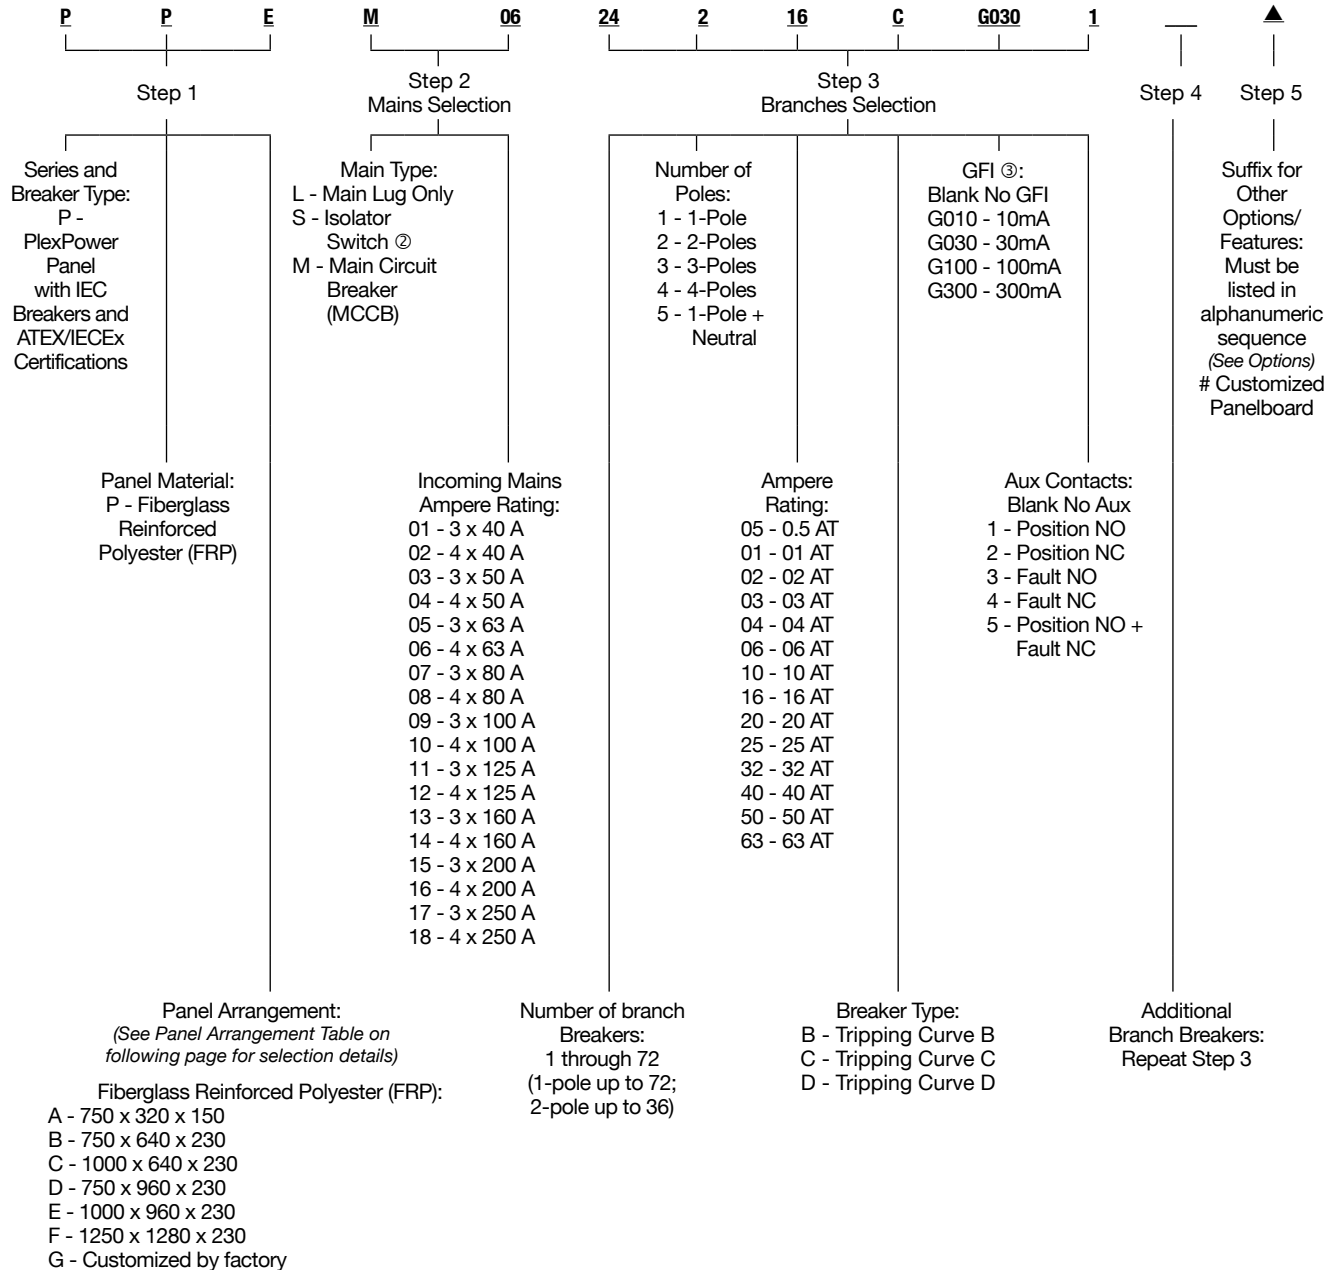 P P E M 06 24 2 16 C G030 1 __ ▲
Step 1
Step 2
Mains Selection
Step 3
Branches Selection
Step 4
Step 5
Series and
Breaker Type:
P -
PlexPower
Panel
with IEC
Breakers and
ATEX/IECEx
Certifications
Main Type:
L - Main Lug Only
S - Isolator
Switch ②
M - Main Circuit
Breaker
(MCCB)
Number of
Poles:
1 - 1-Pole
2 - 2-Poles
3 - 3-Poles
4 - 4-Poles
5 - 1-Pole +
Neutral
GFI ③:
Blank No GFI
G010 - 10mA
G030 - 30mA
G100 - 100mA
G300 - 300mA
Suffix for
Other
Options/
Features:
Must be
listed in
alphanumeric
sequence
(See Options)
# Customized
Panelboard
Panel Material:
P - Fiberglass
Reinforced
Polyester (FRP)
Incoming Mains
Ampere Rating:
01 - 3 x 40 A
02 - 4 x 40 A
03 - 3 x 50 A
04 - 4 x 50 A
05 - 3 x 63 A
06 - 4 x 63 A
07 - 3 x 80 A
08 - 4 x 80 A
09 - 3 x 100 A
10 - 4 x 100 A
11 - 3 x 125 A
12 - 4 x 125 A
13 - 3 x 160 A
14 - 4 x 160 A
15 - 3 x 200 A
16 - 4 x 200 A
17 - 3 x 250 A
18 - 4 x 250 A
Ampere
Rating:
05 - 0.5 AT
01 - 01 AT
02 - 02 AT
03 - 03 AT
04 - 04 AT
06 - 06 AT
10 - 10 AT
16 - 16 AT
20 - 20 AT
25 - 25 AT
32 - 32 AT
40 - 40 AT
50 - 50 AT
63 - 63 AT
Aux Contacts:
Blank No Aux
1 - Position NO
2 - Position NC
3 - Fault NO
4 - Fault NC
5 - Position NO +
Fault NC
Panel Arrangement:
(See Panel Arrangement Table on
following page for selection details)
Fiberglass Reinforced Polyester (FRP):
A - 750 x 320 x 150
B - 750 x 640 x 230
C - 1000 x 640 x 230
D - 750 x 960 x 230
E - 1000 x 960 x 230
F - 1250 x 1280 x 230
G - Customized by factory
Number of branch
Breakers:
1 through 72
(1-pole up to 72;
2-pole up to 36)
Breaker Type:
B - Tripping Curve B
C - Tripping Curve C
D - Tripping Curve D
Additional
Branch Breakers:
Repeat Step 3